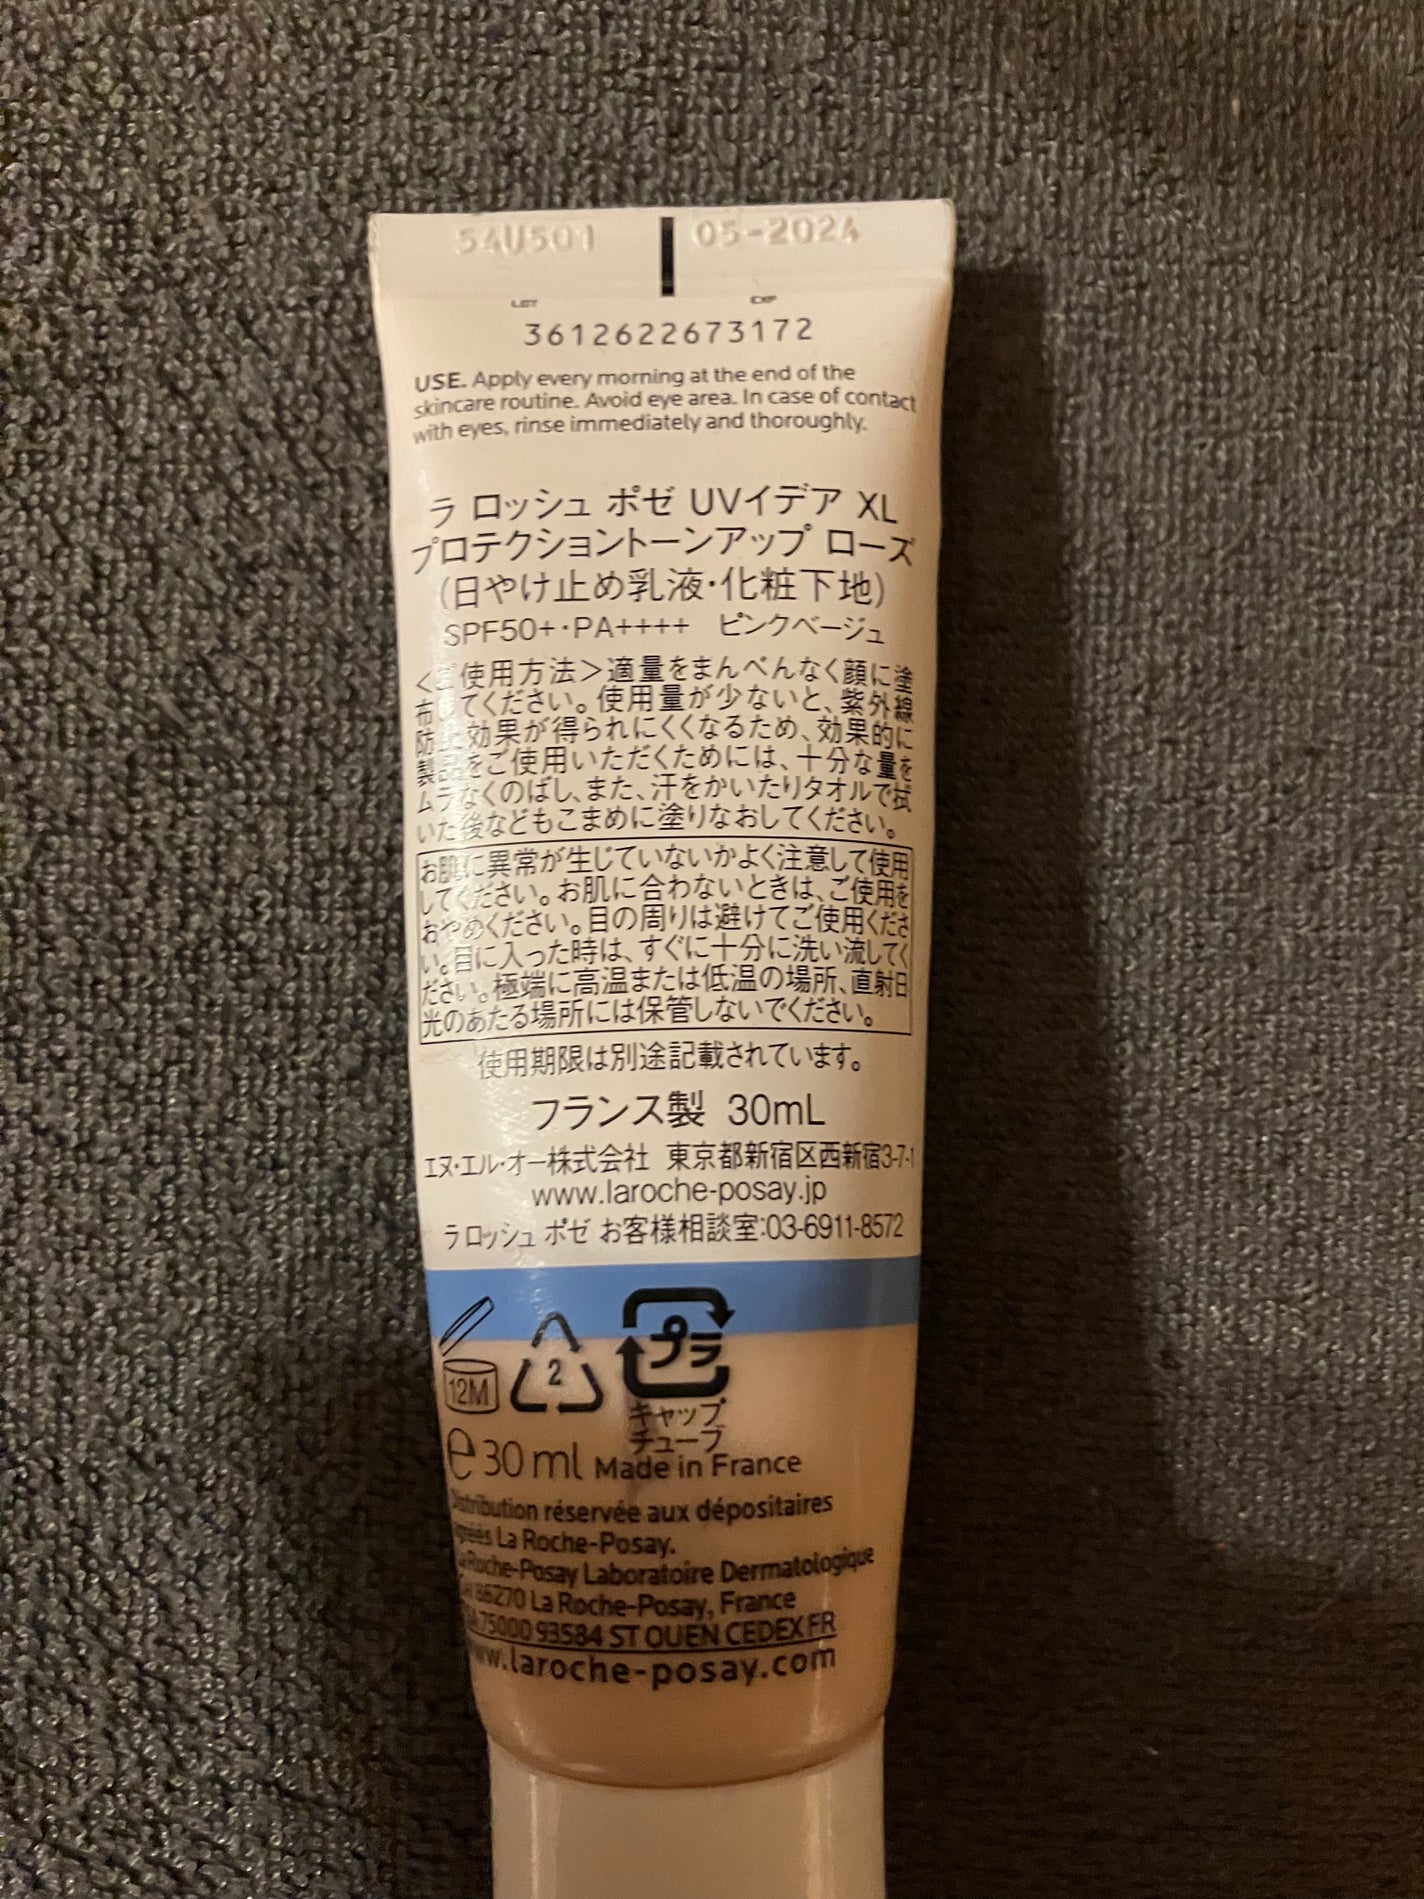 54U501 05-2024
LOT EXP
3612622673172
USE. Apply every morning at the end of the
skincare routine. Avoid eye area. In case of contact
with eyes, rinse immediately and thoroughly.
ラ ロッシュ ポゼ UVイデア XL
プロテクショントーンアップ ローズ
(日やけ止め乳液・化粧下地)
SPF50+・PA++++ ピンクベージュ
＜ご使用方法＞適量をまんべんなく顔に塗
布してください。使用量が少ないと、紫外線
防止効果が得られにくくなるため、効果的に
製品をご使用いただくためには、十分な量を
ムラなくのばし、また、汗をかいたりタオルで拭
いた後などもこまめに塗りなおしてください。
お肌に異常が生じていないかよく注意して使用
してください。お肌に合わないときは、ご使用を
おやめください。目の周りは避けてご使用くださ
い。目に入った時は、すぐに十分に洗い流してく
ださい。極端に高温または低温の場所、直射日
光のあたる場所には保管しないでください。
使用期限は別途記載されています。
フランス製 30mL
エヌ・エル・オー株式会社 東京都新宿区西新宿3-7-1
www.laroche-posay.jp
ラ ロッシュ ポゼ お客様相談室:03-6911-8572
12M 2 プラ
キャップ
チューブ
℮ 30 ml Made in France
Distribution réservée aux dépositaires
agréés La Roche-Posay.
La Roche-Posay Laboratoire Dermatologique
86270 La Roche-Posay, France
75000 93584 ST OUEN CEDEX FR
www.laroche-posay.com